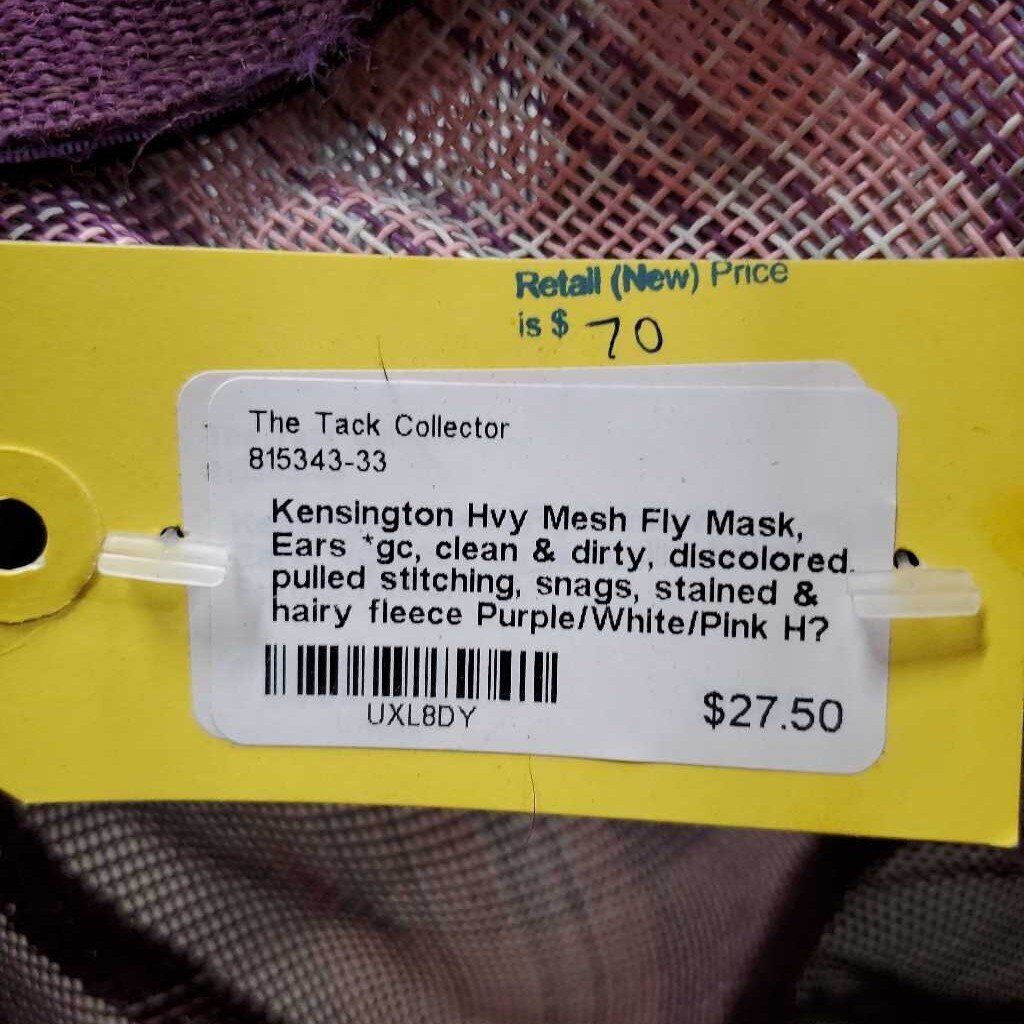 Retail (New) Price
is $ 70
The Tack Collector
815343-33
Kensington Hvy Mesh Fly Mask,
Ears *gc, clean & dirty, discolored.
pulled stitching, snags, stained &
hairy fleece Purple/White/Pink H?
UXL8DY
$27.50